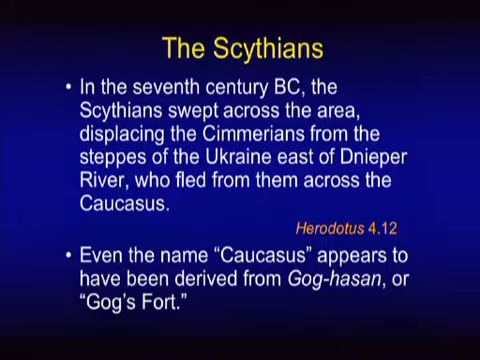 The Scythians
• In the seventh century BC, the
Scythians swept across the area,
displacing the Cimmerians from the
steppes of the Ukraine east of Dnieper
River, who fled from them across the
Caucasus.
Herodotus 4.12
• Even the name “Caucasus” appears to
have been derived from Gog-hasan, or
“Gog’s Fort.”